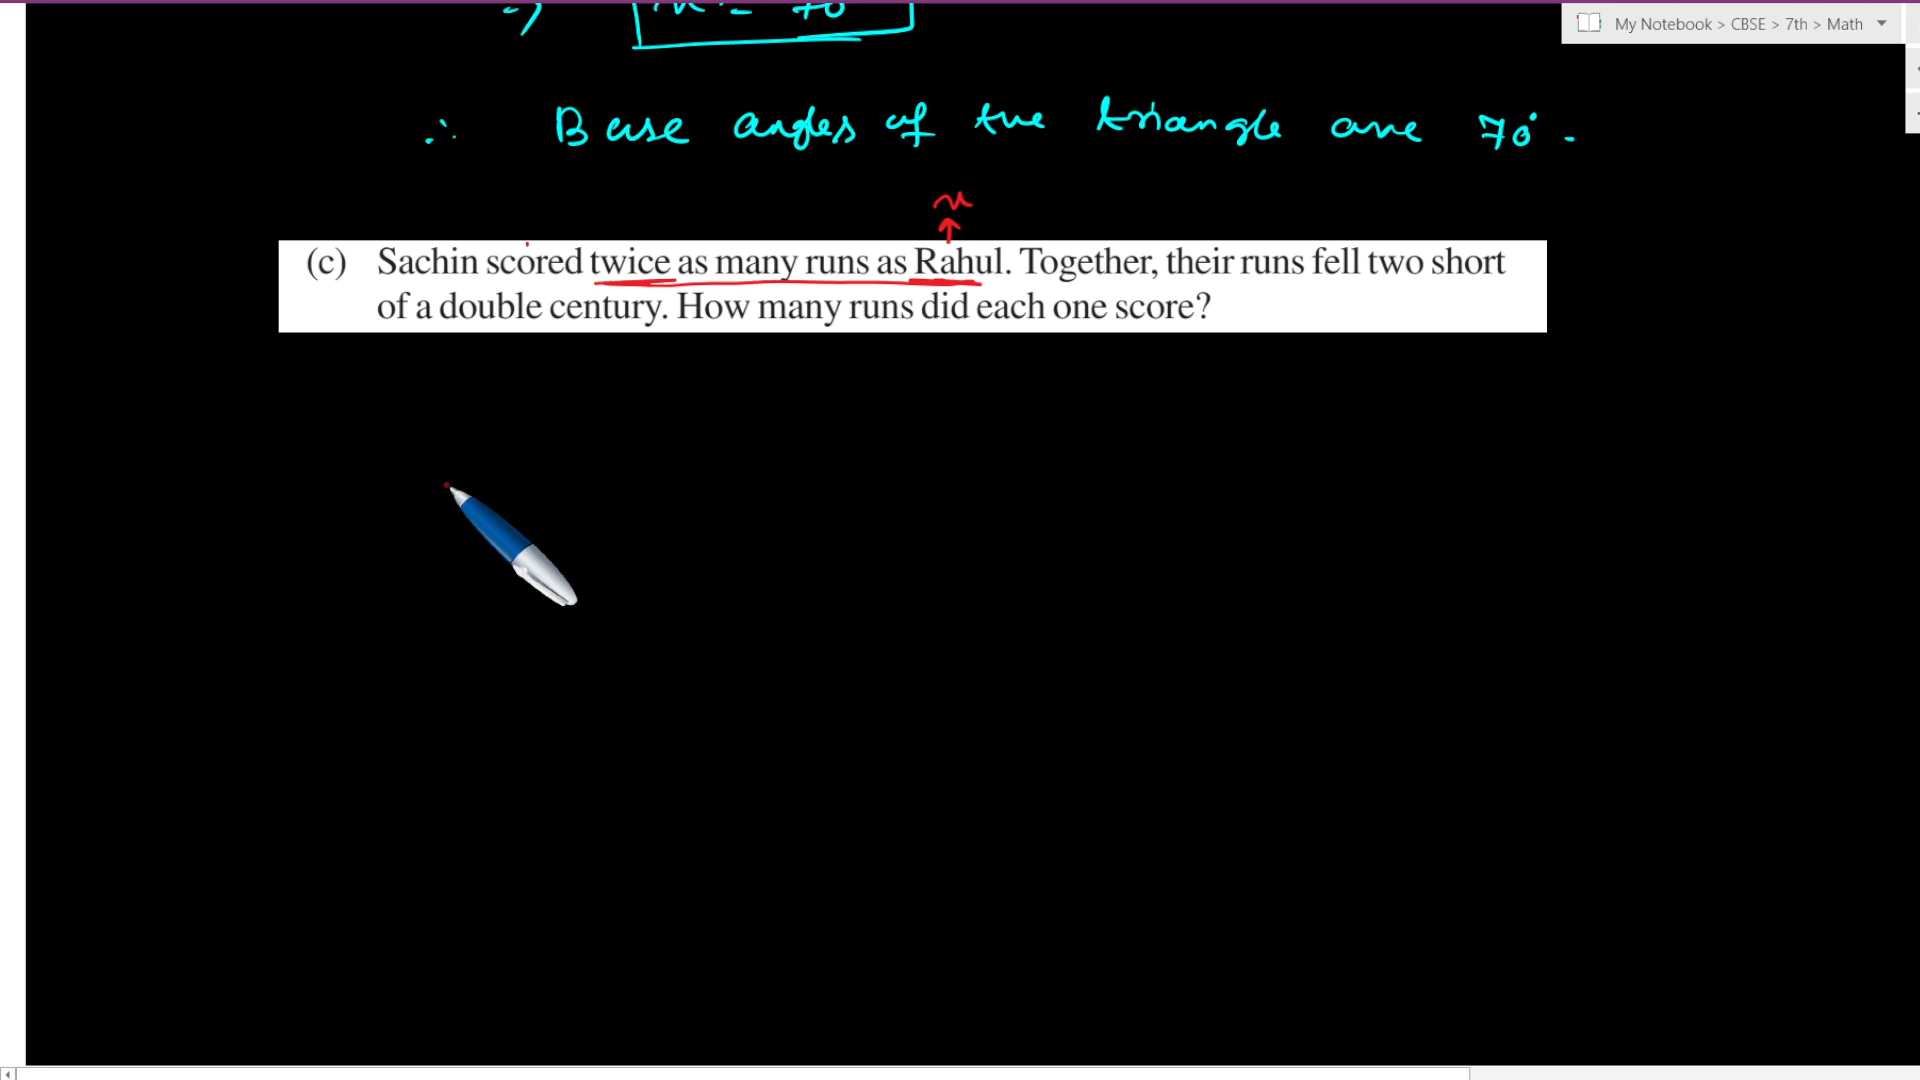 My Notebook > CBSE > 7th > Math
∴ Base angles of the triangle are 70°.
x
(c) Sachin scored twice as many runs as Rahul. Together, their runs fell two short
of a double century. How many runs did each one score?